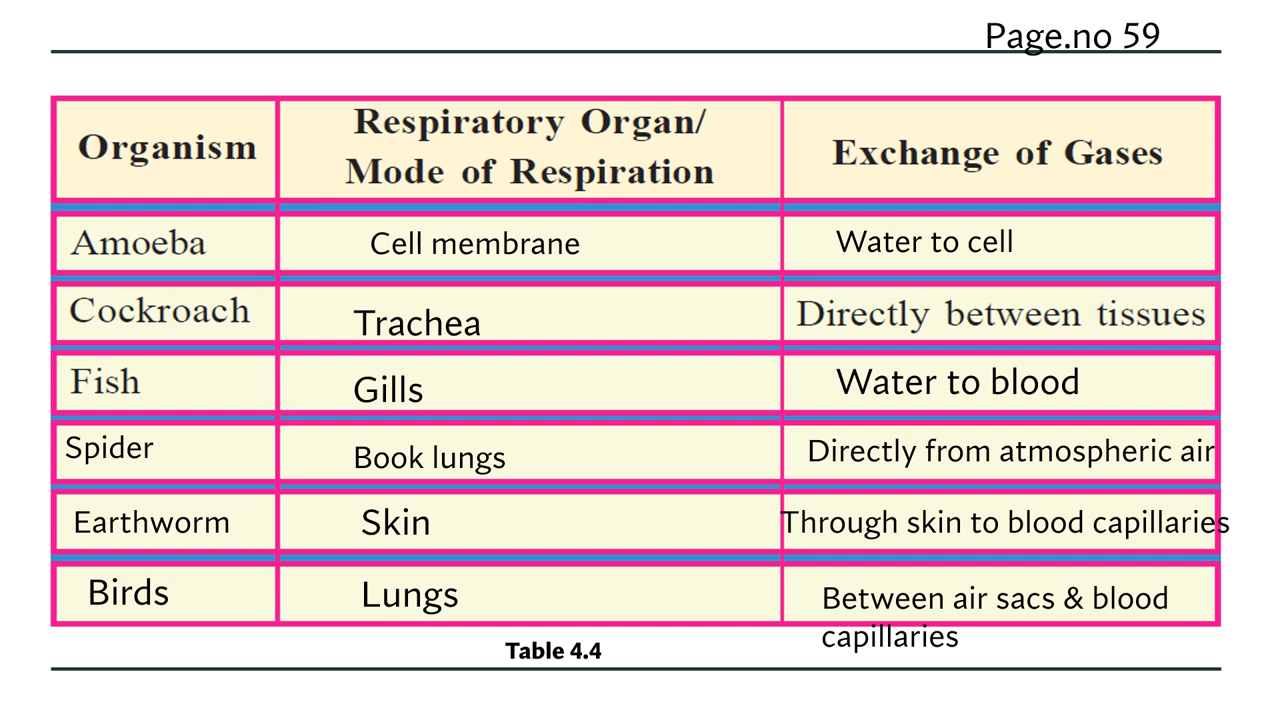 Page.no 59
Organism
Respiratory Organ/
Mode of Respiration
Exchange of Gases
Amoeba
Cell membrane
Water to cell
Cockroach
Trachea
Directly between tissues
Fish
Gills
Water to blood
Spider
Book lungs
Directly from atmospheric air
Earthworm
Skin
Through skin to blood capillaries
Birds
Lungs
Between air sacs & blood
capillaries
Table 4.4